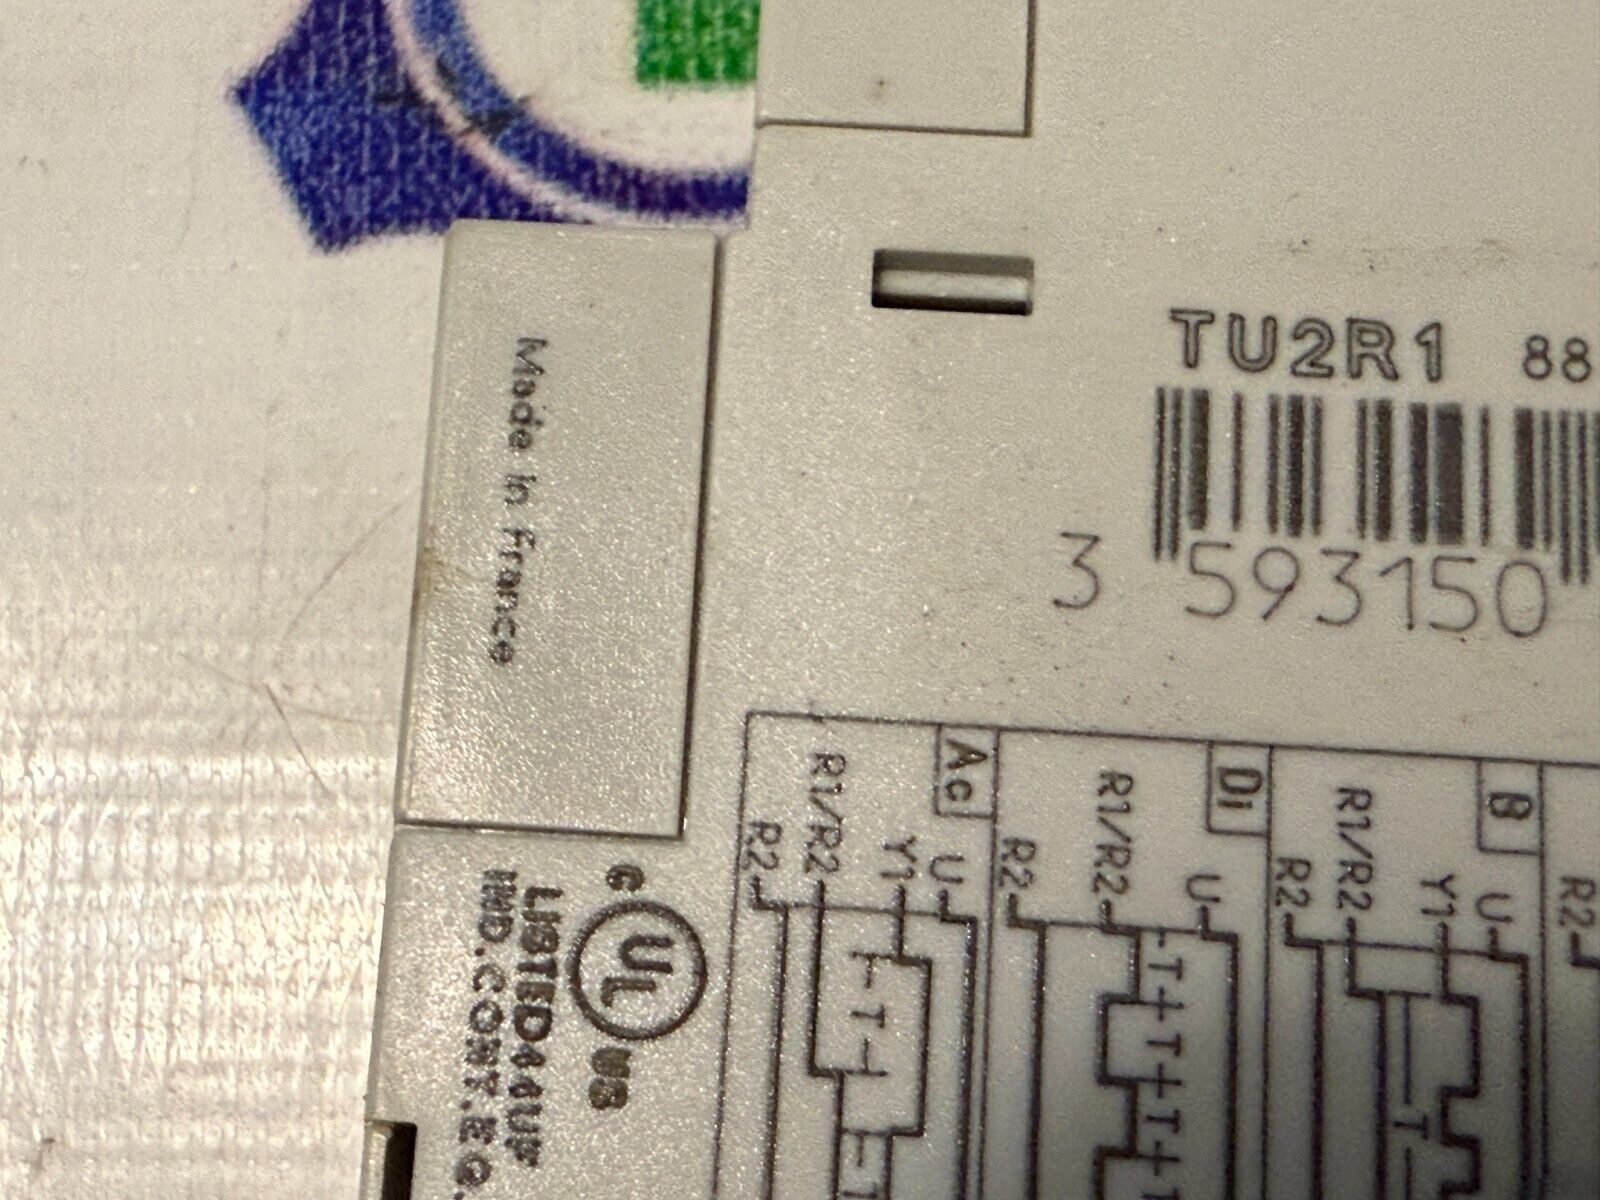 TU2R1 88
3 593150
Made in France
C UL US
LISTED 44UF
IND.CONT.EQ.
Ac
U
Y1
R1/R2
R2
T
T
Di
U
R1/R2
R2
T T T T
B
U
Y1
R1/R2
R2
T
R2